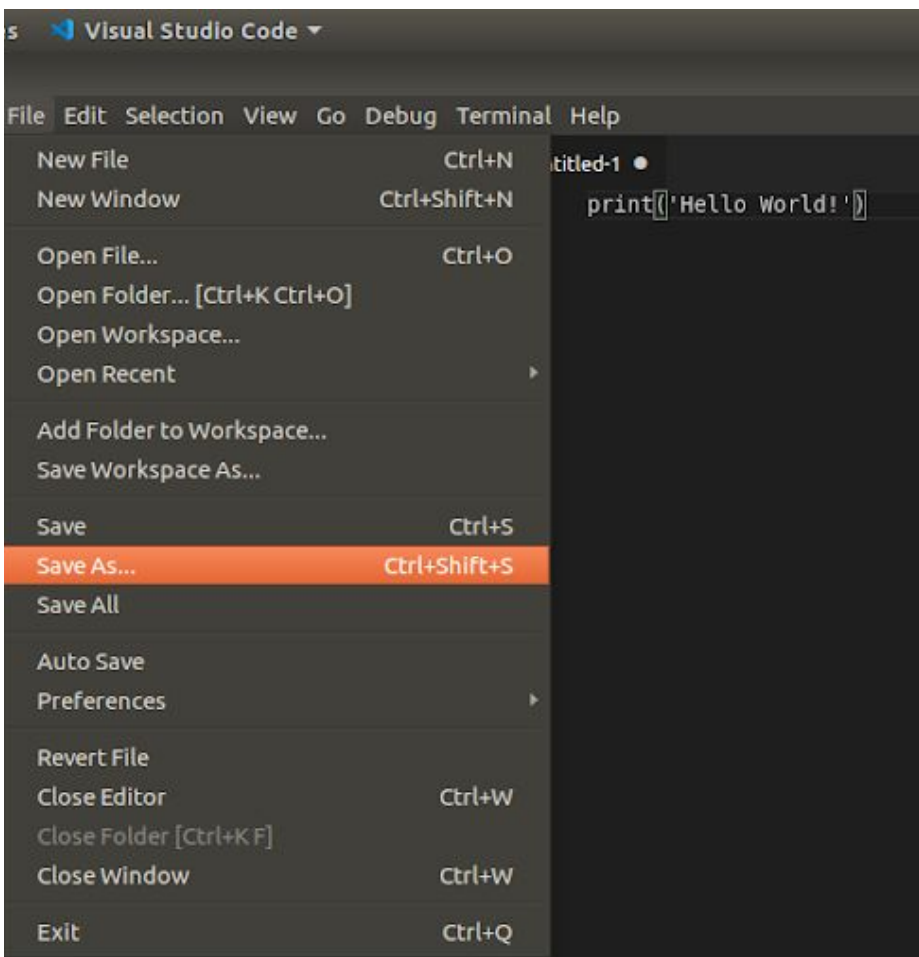 s Visual Studio Code
File Edit Selection View Go Debug Terminal Help
New File Ctrl+N
New Window Ctrl+Shift+N
Open File... Ctrl+O
Open Folder... [Ctrl+K Ctrl+O]
Open Workspace...
Open Recent
Add Folder to Workspace...
Save Workspace As...
Save Ctrl+S
Save As... Ctrl+Shift+S
Save All
Auto Save
Preferences
Revert File
Close Editor Ctrl+W
Close Folder [Ctrl+K F]
Close Window Ctrl+W
Exit Ctrl+Q
titled-1
print('Hello World!')